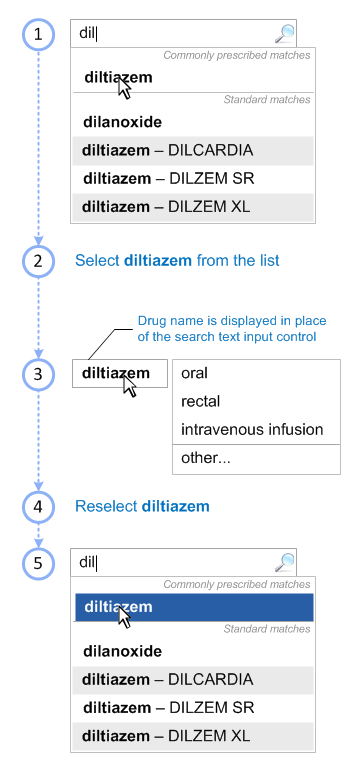 1
dil
Commonly prescribed matches
diltiazem
Standard matches
dilanoxide
diltiazem – DILCARDIA
diltiazem – DILZEM SR
diltiazem – DILZEM XL
2
Select diltiazem from the list
Drug name is displayed in place
of the search text input control
3
diltiazem
oral
rectal
intravenous infusion
other...
4
Reselect diltiazem
5
dil
Commonly prescribed matches
diltiazem
Standard matches
dilanoxide
diltiazem – DILCARDIA
diltiazem – DILZEM SR
diltiazem – DILZEM XL